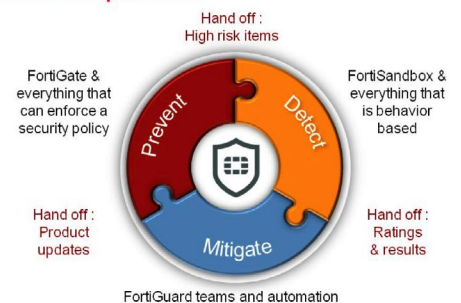 Hand off :
High risk items
FortiGate &
everything that
can enforce a
security policy
FortiSandbox &
everything that
is behavior
based
Prevent
Detect
Mitigate
Hand off :
Product
updates
Hand off :
Ratings
& results
FortiGuard teams and automation